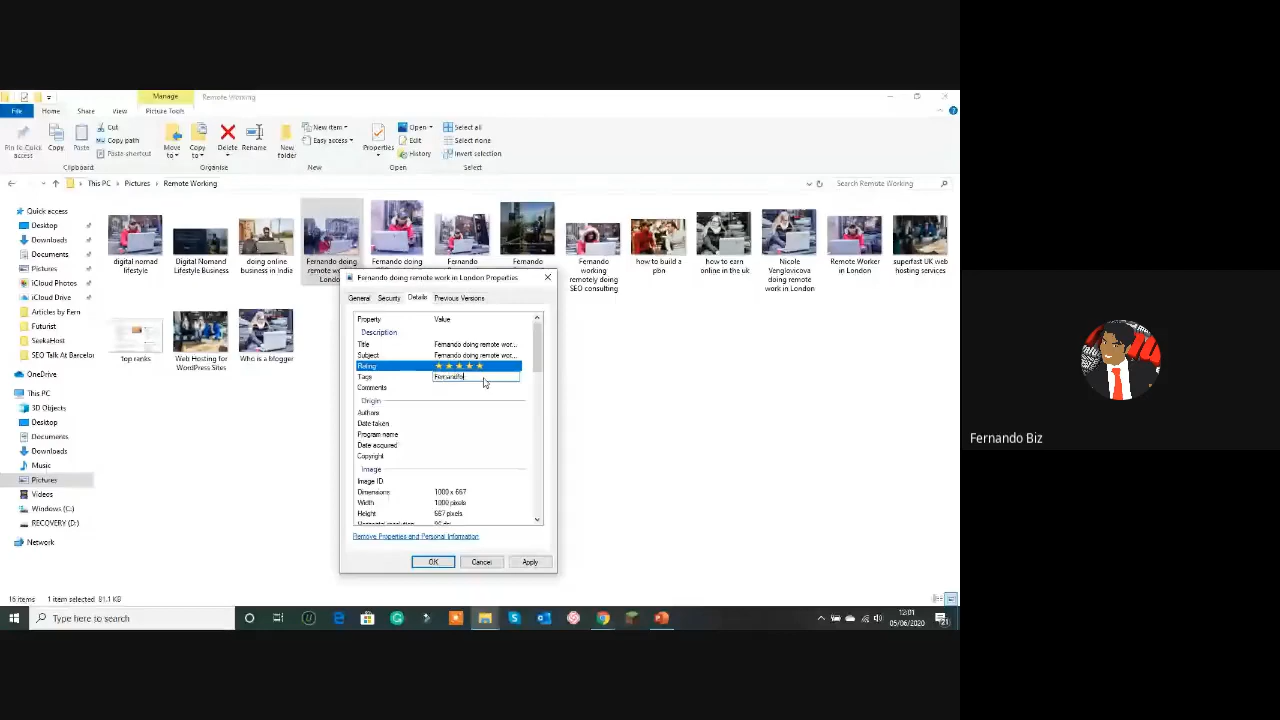 Manage
Remote Working
File
Home
Share
View
Picture Tools
Pin to Quick access
Copy
Paste
Cut
Copy path
Paste shortcut
Clipboard
Move to
Copy to
Delete
Rename
Organise
New folder
New item
Easy access
New
Properties
Open
Edit
History
Open
Select all
Select none
Invert selection
Select
This PC
Pictures
Remote Working
Search Remote Working
Quick access
Desktop
Downloads
Documents
Pictures
iCloud Photos
iCloud Drive
Articles by Fern
Futurist
SeekaHost
SEO Talk At Barcelo
OneDrive
This PC
3D Objects
Desktop
Documents
Downloads
Music
Pictures
Videos
Windows (C:)
RECOVERY (D:)
Network
digital nomad lifestyle
Digital Nomand Lifestyle Business
doing online business in India
Fernando doing remote wo
London
Fernando doing SEO
Fernando
Fernando working remotely doing SEO consulting
how to build a pbn
how to earn online in the uk
Nicole Venglovicova doing remote work in London
Remote Worker in London
superfast UK web hosting services
top ranks
Web Hosting for WordPress Sites
Who is a blogger
Fernando doing remote work in London Properties
General
Security
Details
Previous Versions
Property
Value
Description
Title
Fernando doing remote wor...
Subject
Fernando doing remote wor...
Rating
Tags
Fernandfo
Comments
Origin
Authors
Date taken
Program name
Date acquired
Copyright
Image
Image ID
Dimensions
1000 x 667
Width
1000 pixels
Height
667 pixels
Remove Properties and Personal Information
OK
Cancel
Apply
16 items
1 item selected 81.1 KB
Type here to search
12:01
05/06/2020
Fernando Biz